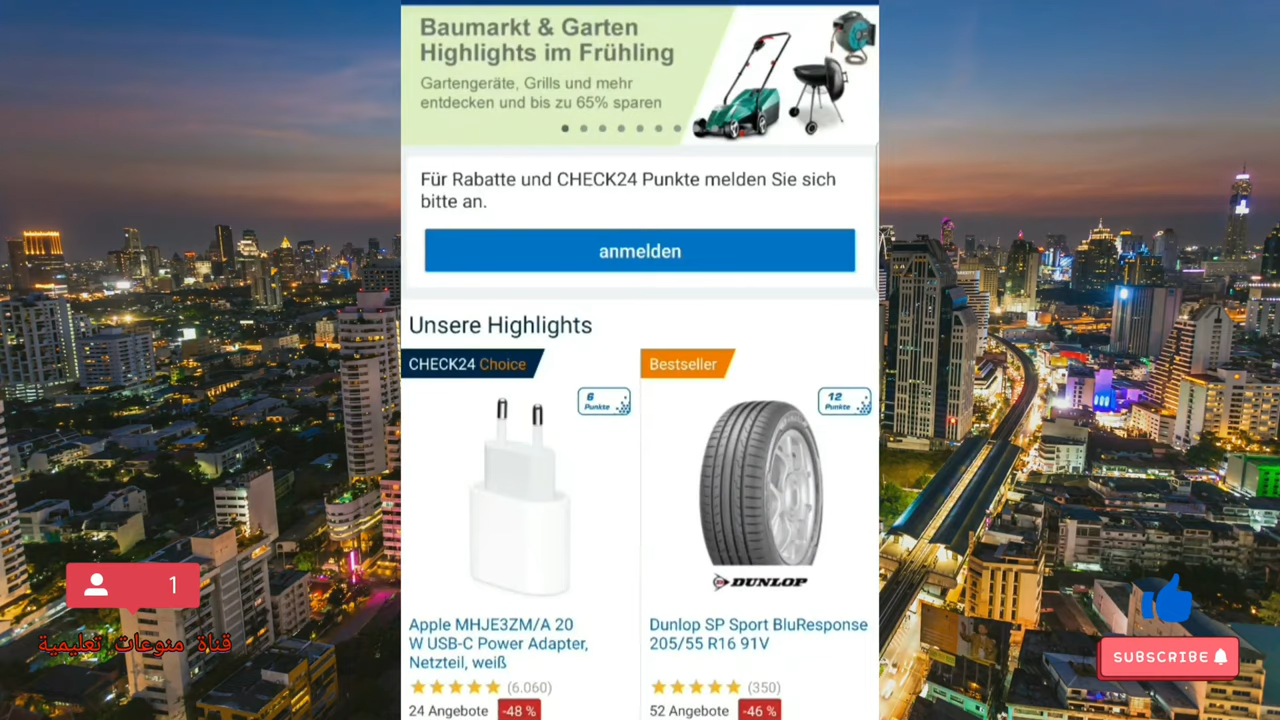 Baumarkt & Garten
Highlights im Frühling
Gartengeräte, Grills und mehr
entdecken und bis zu 65% sparen
Für Rabatte und CHECK24 Punkte melden Sie sich
bitte an.
anmelden
Unsere Highlights
CHECK24 Choice
Bestseller
6
Punkte
12
Punkte
DUNLOP
Apple MHJE3ZM/A 20
W USB-C Power Adapter,
Netzteil, weiß
(6.060)
24 Angebote -48 %
Dunlop SP Sport BluResponse
205/55 R16 91V
(350)
52 Angebote -46 %
1
قناة منوعات تعليمية
SUBSCRIBE